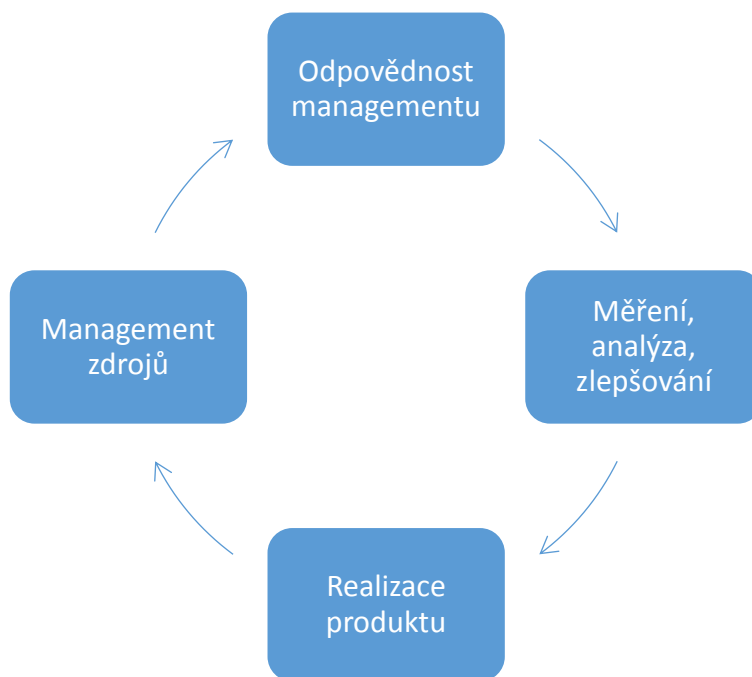 Odpovědnost
managementu
Měření,
analýza,
zlepšování
Realizace
produktu
Management
zdrojů